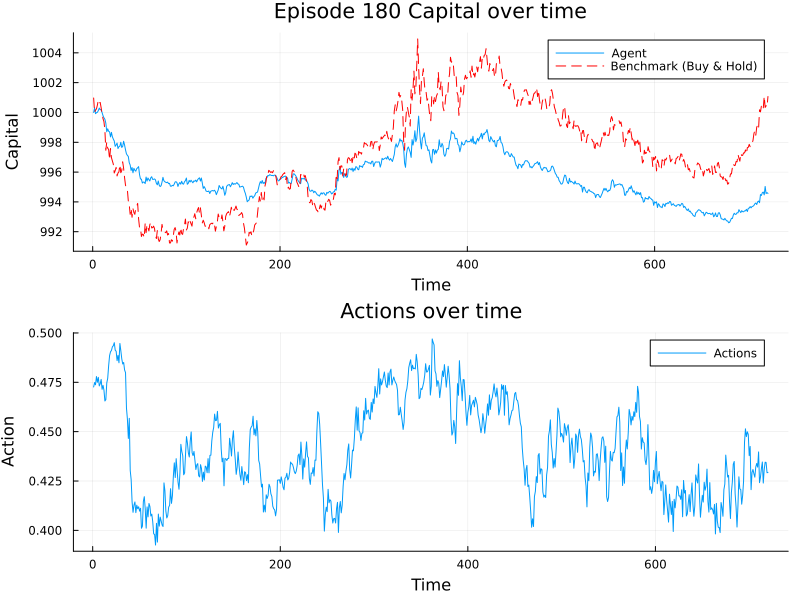 Episode 180 Capital over time
Capital
1004
1002
1000
998
996
994
992
Agent
Benchmark (Buy & Hold)
0
200
400
600
Time
Actions over time
Action
0.500
0.475
0.450
0.425
0.400
Actions
0
200
400
600
Time